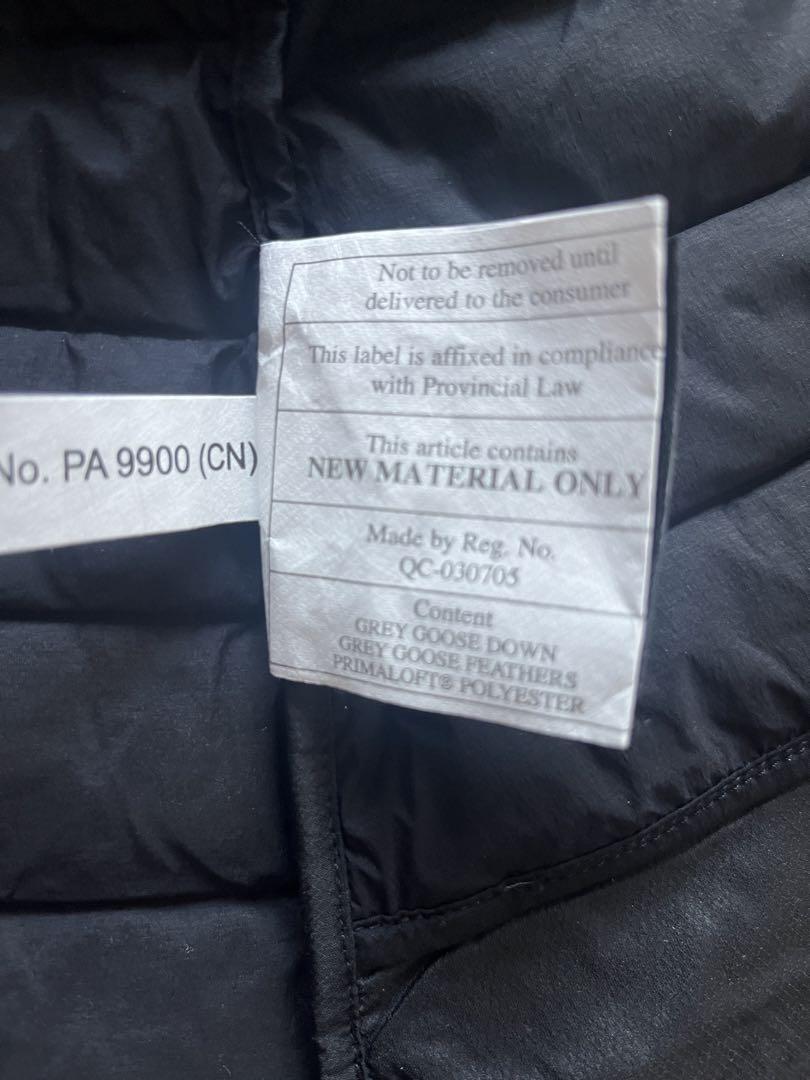 Not to be removed until
delivered to the consumer
This label is affixed in compliance
with Provincial Law
This article contains
NEW MATERIAL ONLY
Made by Reg. No.
QC-030705
Content
GREY GOOSE DOWN
GREY GOOSE FEATHERS
PRIMALOFT® POLYESTER
No. PA 9900 (CN)